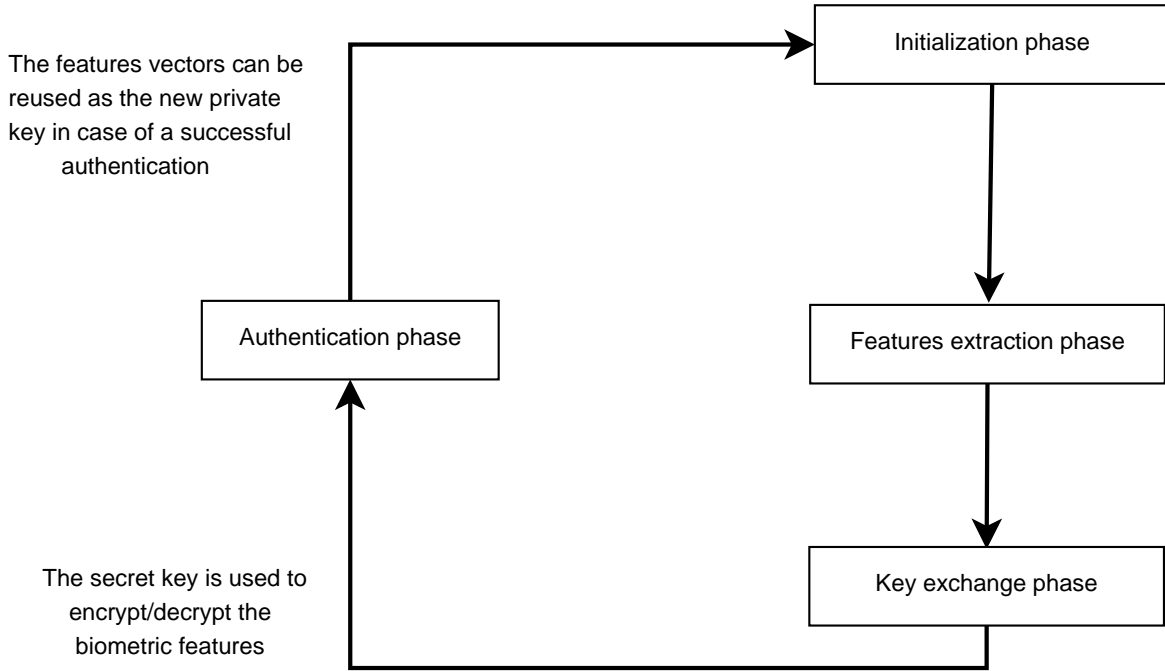 Initialization phase
The features vectors can be
reused as the new private
key in case of a successful
authentication
Authentication phase
Features extraction phase
Key exchange phase
The secret key is used to
encrypt/decrypt the
biometric features